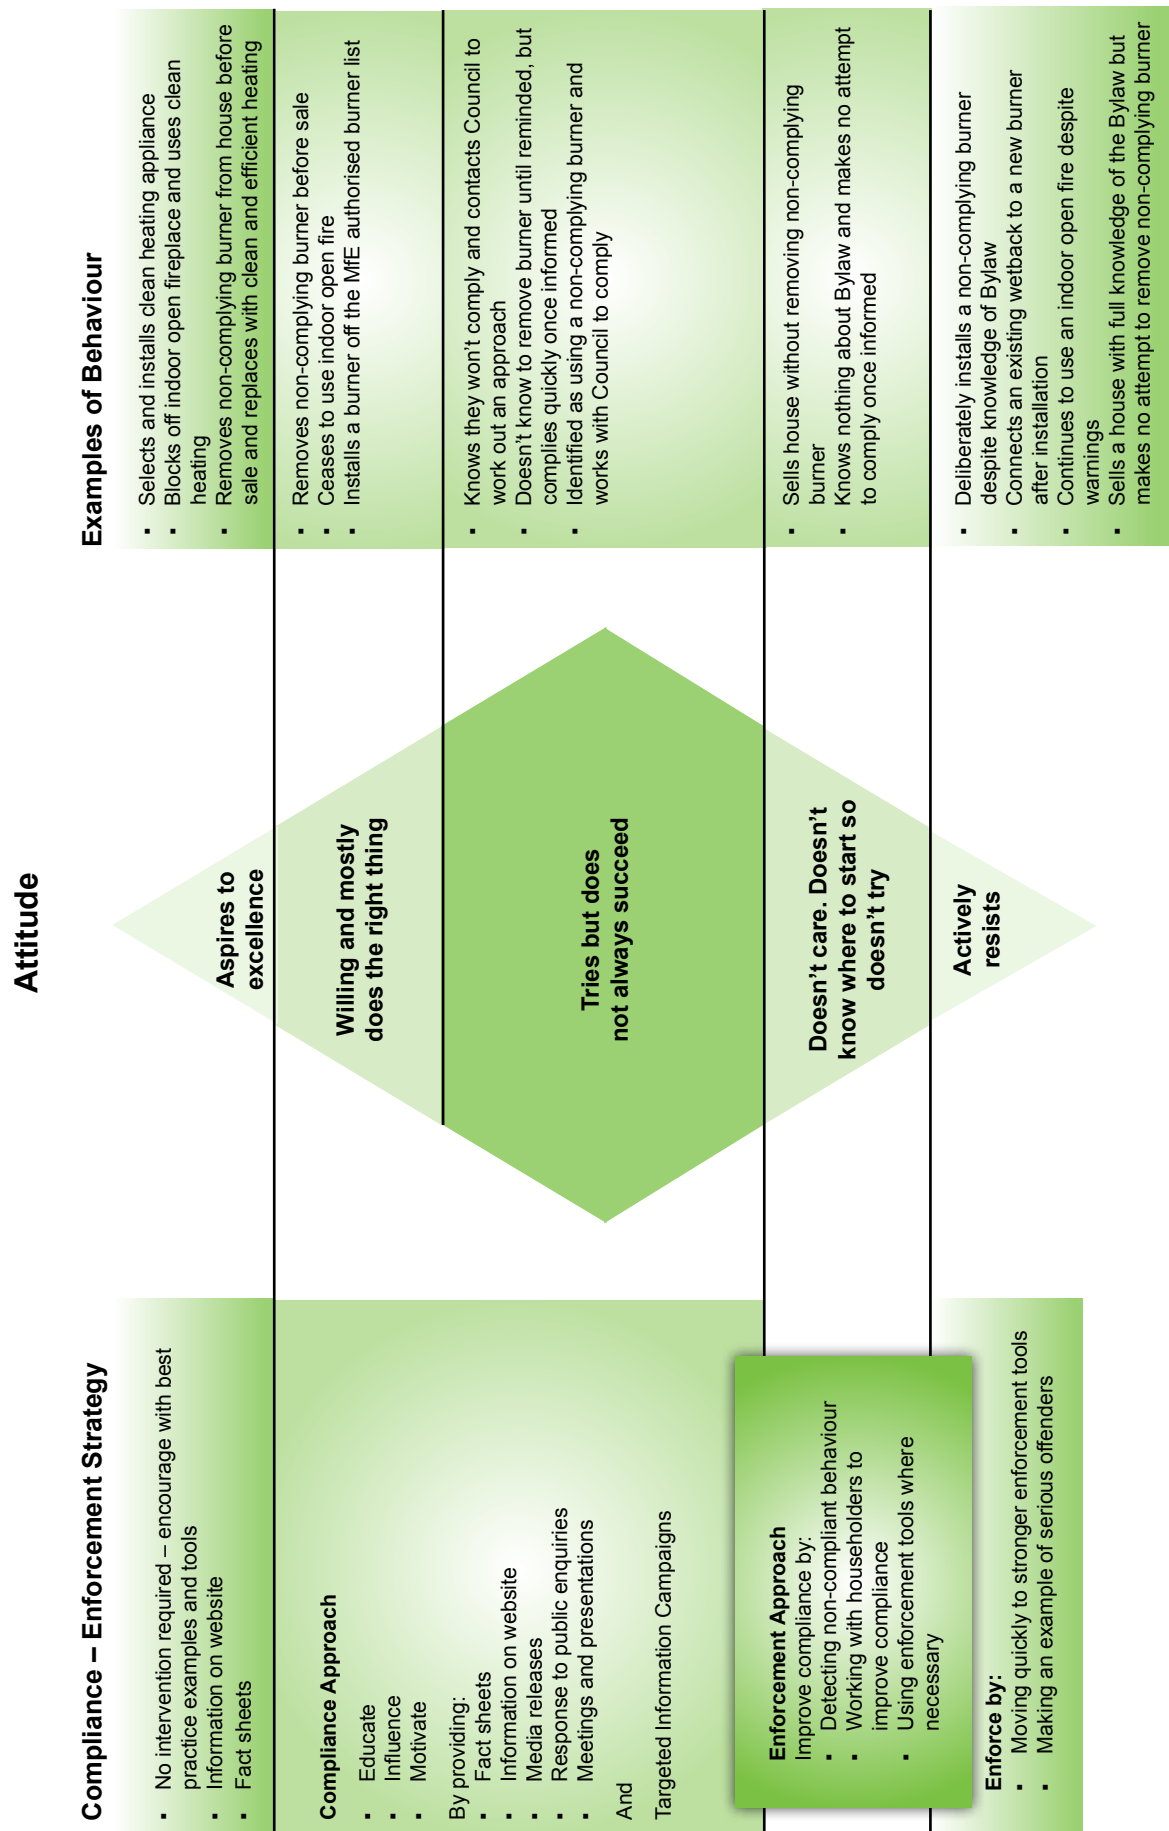 Attitude
Compliance – Enforcement Strategy
▪ No intervention required – encourage with best
practice examples and tools
▪ Information on website
▪ Fact sheets
Compliance Approach
▪ Educate
▪ Influence
▪ Motivate
By providing:
▪ Fact sheets
▪ Information on website
▪ Media releases
▪ Response to public enquiries
▪ Meetings and presentations
And
Targeted Information Campaigns
Enforcement Approach
Improve compliance by:
▪ Detecting non-compliant behaviour
▪ Working with householders to
improve compliance
▪ Using enforcement tools where
necessary
Enforce by:
▪ Moving quickly to stronger enforcement tools
▪ Making an example of serious offenders
Aspires to
excellence
Willing and mostly
does the right thing
Tries but does
not always succeed
Doesn't care. Doesn't
know where to start so
doesn't try
Actively
resists
Examples of Behaviour
▪ Selects and installs clean heating appliance
▪ Blocks off indoor open fireplace and uses clean
heating
▪ Removes non-complying burner from house before
sale and replaces with clean and efficient heating
▪ Removes non-complying burner before sale
▪ Ceases to use indoor open fire
▪ Installs a burner off the MfE authorised burner list
▪ Knows they won't comply and contacts Council to
work out an approach
▪ Doesn't know to remove burner until reminded, but
complies quickly once informed
▪ Identified as using a non-complying burner and
works with Council to comply
▪ Sells house without removing non-complying
burner
▪ Knows nothing about Bylaw and makes no attempt
to comply once informed
▪ Deliberately installs a non-complying burner
despite knowledge of Bylaw
▪ Connects an existing wetback to a new burner
after installation
▪ Continues to use an indoor open fire despite
warnings
▪ Sells a house with full knowledge of the Bylaw but
makes no attempt to remove non-complying burner